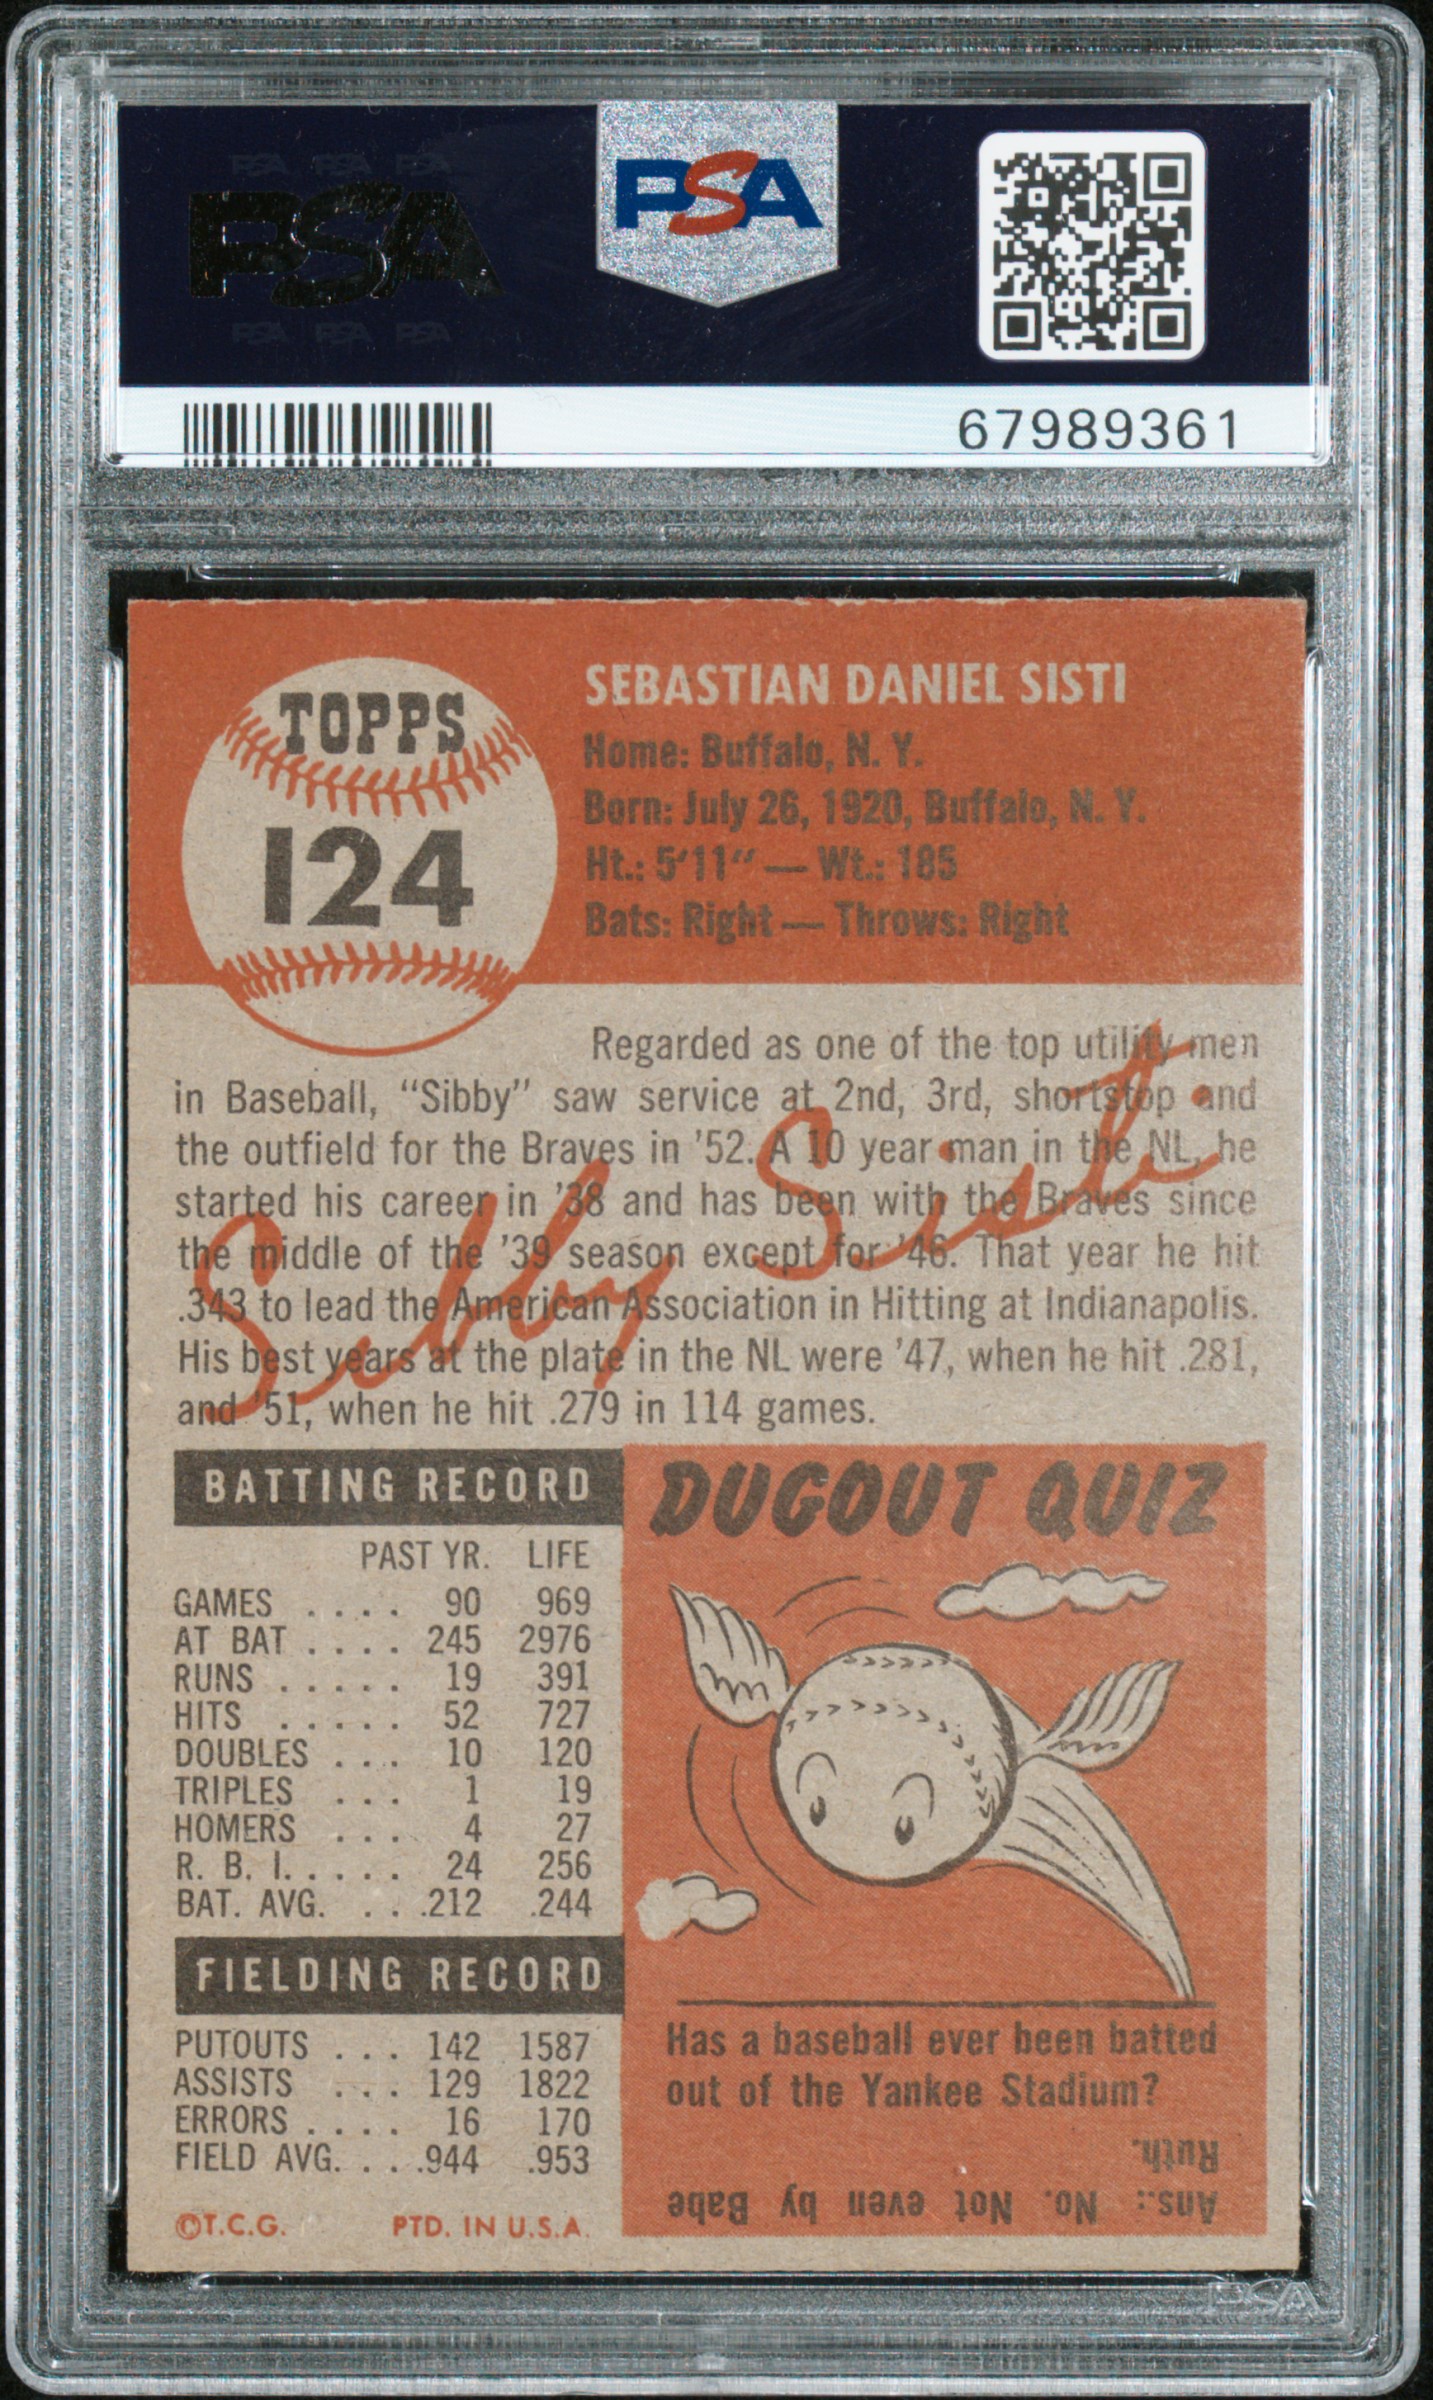 PSA PSA PSA
PSA
PSA PSA PSA
PSA
67989361
TOPPS
124
SEBASTIAN DANIEL SISTI
Home: Buffalo, N. Y.
Born: July 26, 1920, Buffalo, N. Y.
Ht.: 5'11" — Wt.: 185
Bats: Right — Throws: Right
Regarded as one of the top utility men
in Baseball, "Sibby" saw service at 2nd, 3rd, shortstop and
the outfield for the Braves in '52. A 10 year man in the NL, he
started his career in '38 and has been with the Braves since
the middle of the '39 season except for '46. That year he hit
.343 to lead the American Association in Hitting at Indianapolis.
His best years at the plate in the NL were '47, when he hit .281,
and '51, when he hit .279 in 114 games.
Sibby Sisti
BATTING RECORD
PAST YR. LIFE
GAMES .... 90 969
AT BAT .... 245 2976
RUNS ..... 19 391
HITS ..... 52 727
DOUBLES ... 10 120
TRIPLES ... 1 19
HOMERS ... 4 27
R. B. I. .... 24 256
BAT. AVG. .. .212 .244
FIELDING RECORD
PUTOUTS ... 142 1587
ASSISTS ... 129 1822
ERRORS .... 16 170
FIELD AVG. .. .944 .953
©T.C.G. PTD. IN U.S.A.
DUGOUT QUIZ
Has a baseball ever been batted
out of the Yankee Stadium?
Ans.: No. Not even by Babe
Ruth.
PSA